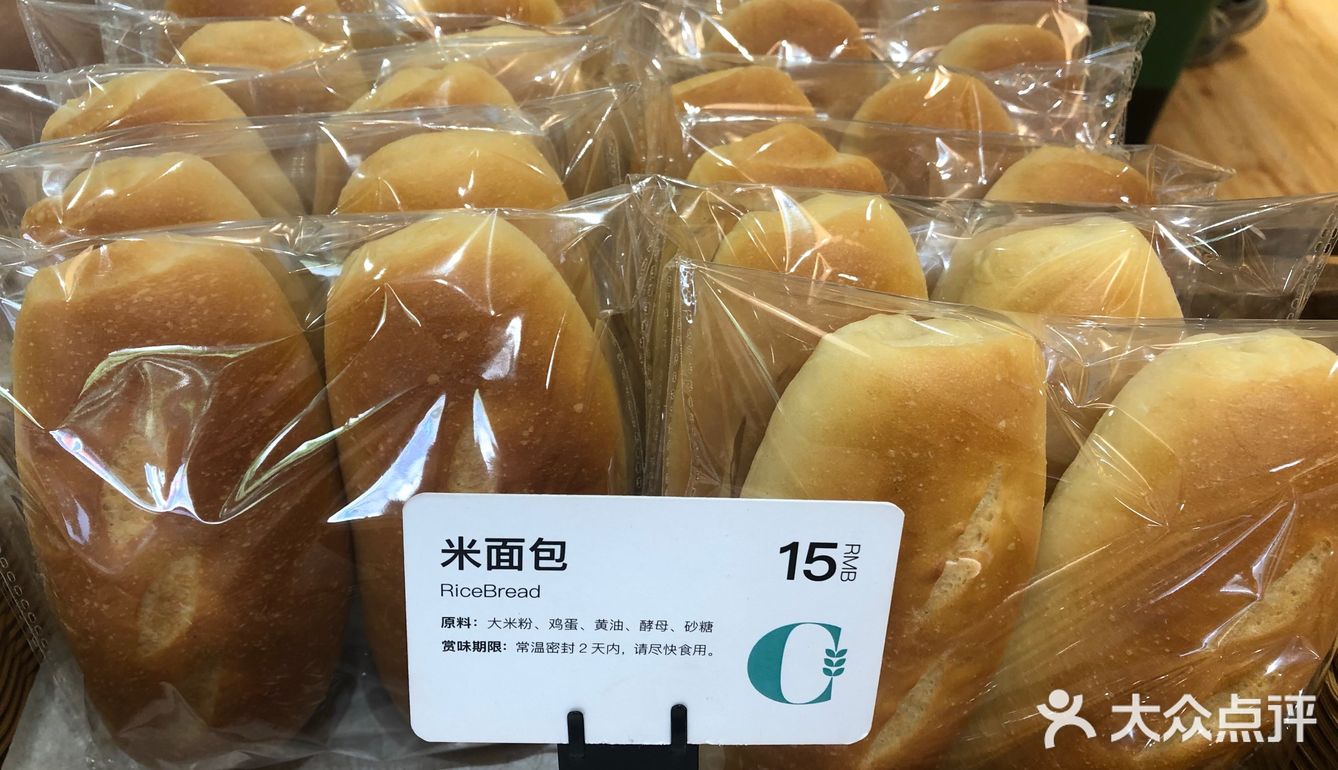 米面包
15 RMB
RiceBread
原料：大米粉、鸡蛋、黄油、酵母、砂糖
赏味期限：常温密封2天内，请尽快食用。
C
大众点评